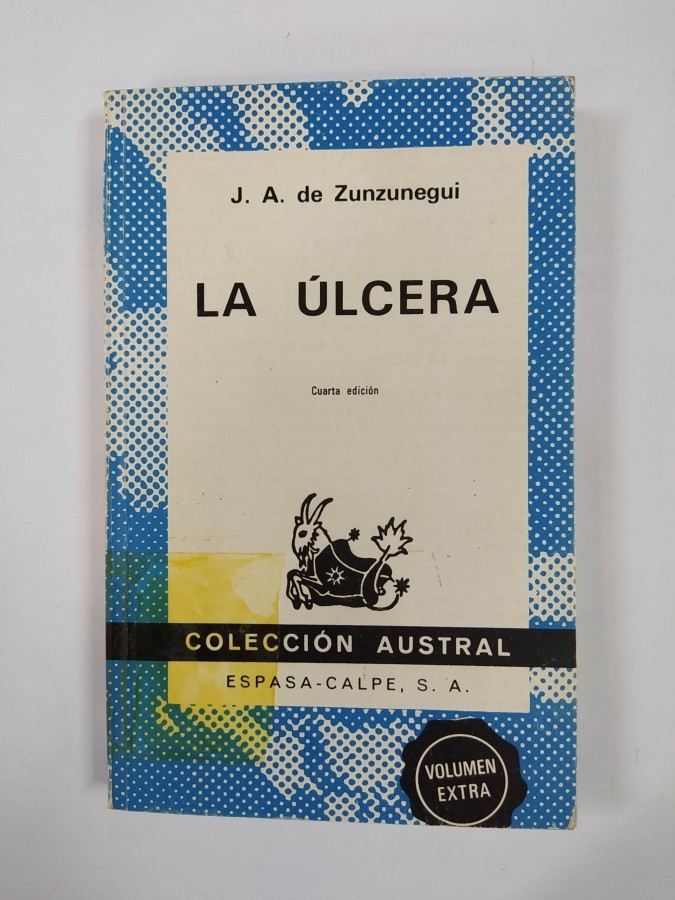 J. A. de Zunzunegui
LA ÚLCERA
Cuarta edición
COLECCIÓN AUSTRAL
ESPASA-CALPE, S. A.
VOLUMEN
EXTRA